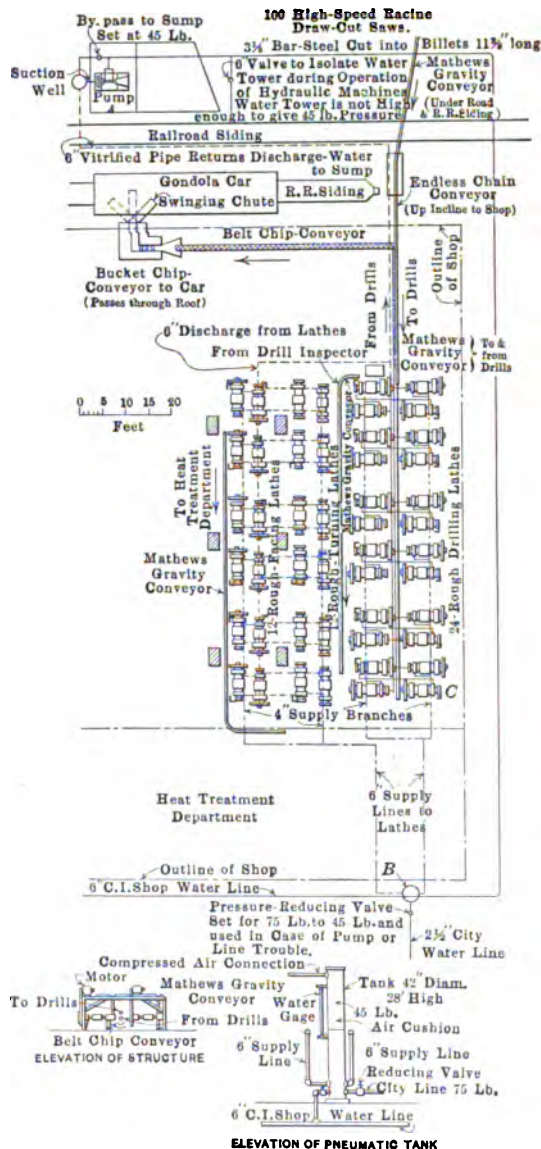 100 High-Speed Racine
Draw-Cut Saws.
By. pass to Sump
Set at 45 Lb.
3⅛" Bar-Steel Cut into
Billets 11⅜" long
Suction
Well
Pump
6" Valve to Isolate Water
Tower during Operation
of Hydraulic Machines
Water Tower is not High
enough to give 45 lb. Pressure
Mathews
Gravity
Conveyor
(Under Road
& R.R. Siding)
Railroad Siding
6" Vitrified Pipe Returns Discharge-Water
to Sump
Gondola Car
Swinging Chute
R.R. Siding
Endless Chain
Conveyor
(Up Incline to Shop)
Belt Chip-Conveyor
Bucket Chip-
Conveyor to Car
(Passes through Roof)
Outline
of Shop
From Drills
To Drills
6" Discharge from Lathes
From Drill Inspector
Mathews
Gravity
Conveyor
To &
from
Drills
0 5 10 15 20
Feet
To Heat
Treatment
Department
Mathews
Gravity
Conveyor
12-Rough-Facing Lathes
Rough-Turning Lathes
Mathews Gravity Conveyor
24-Rough Drilling Lathes
C
4" Supply Branches
Heat Treatment
Department
6" Supply
Lines to
Lathes
Outline of Shop
B
6" C.I. Shop Water Line
Pressure-Reducing Valve
Set for 75 Lb. to 45 Lb. and
used in Case of Pump or
Line Trouble.
2½" City
Water Line
Compressed Air Connection
Motor
Mathews Gravity
Conveyor
To Drills
From Drills
Belt Chip Conveyor
ELEVATION OF STRUCTURE
Water
Gage
Tank 42" Diam.
28' High
45 Lb.
Air Cushion
6" Supply
Line
6" Supply Line
Reducing Valve
City Line 75 Lb.
6" C.I. Shop Water Line
ELEVATION OF PNEUMATIC TANK